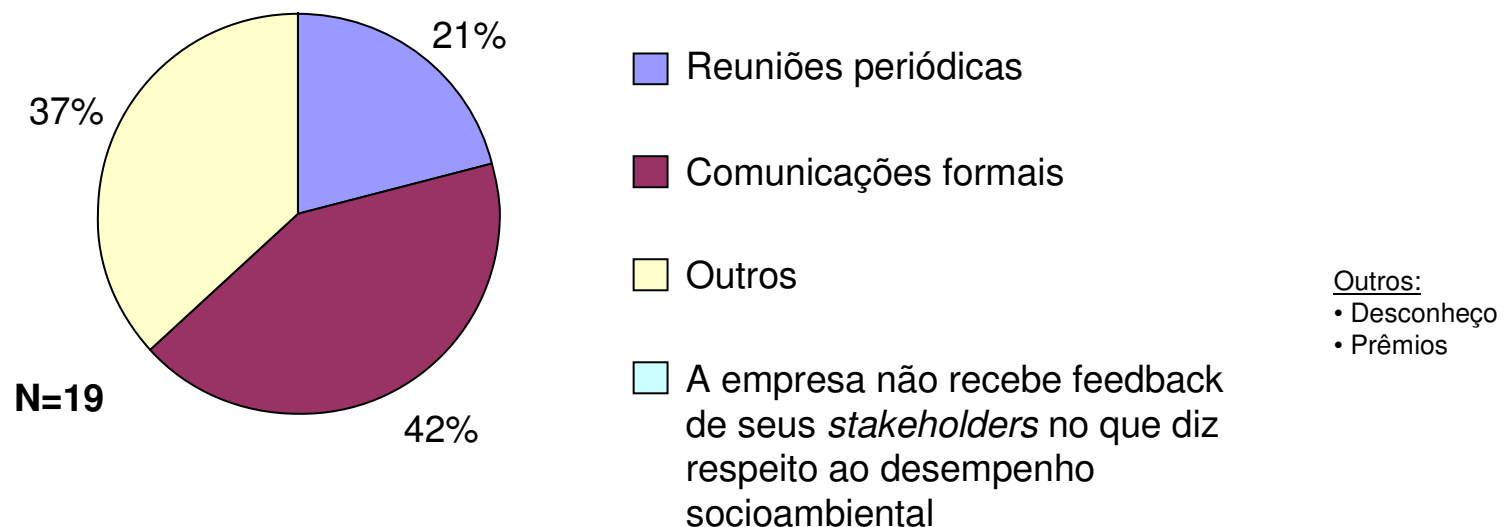 21%
37%
42%
N=19
Reuniões periódicas
Comunicações formais
Outros
A empresa não recebe feedback
de seus stakeholders no que diz
respeito ao desempenho
socioambiental
Outros:
• Desconheço
• Prêmios